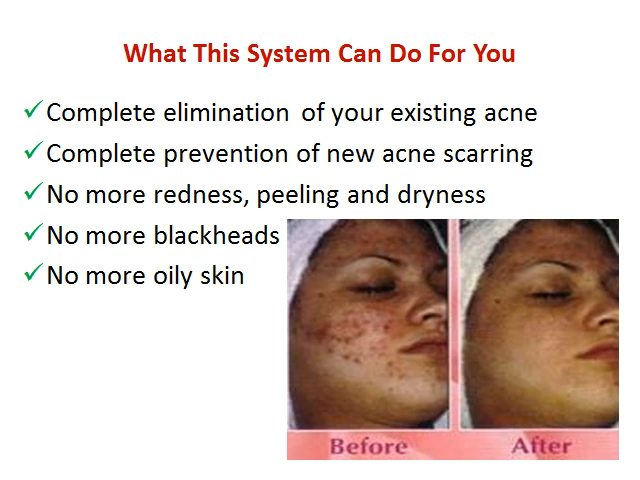 What This System Can Do For You
✓Complete elimination of your existing acne
✓Complete prevention of new acne scarring
✓No more redness, peeling and dryness
✓No more blackheads
✓No more oily skin
Before After